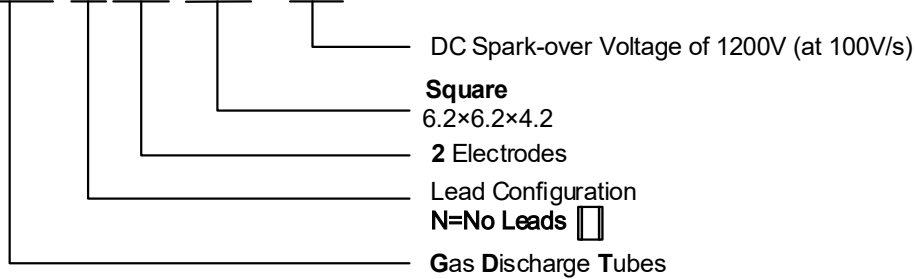 DC Spark-over Voltage of 1200V (at 100V/s)
Square
6.2×6.2×4.2
2 Electrodes
Lead Configuration
N=No Leads
Gas Discharge Tubes